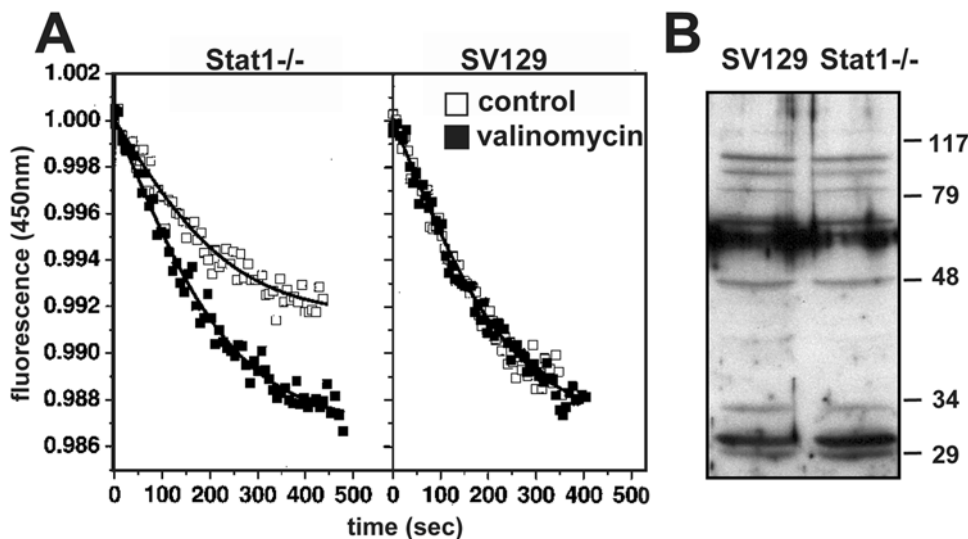 A
Stat1-/-
SV129
□ control
■ valinomycin
1.002
1.000
0.998
0.996
0.994
0.992
0.990
0.988
0.986
fluorescence (450nm)
0 100 200 300 400 500
0 100 200 300 400 500
time (sec)
B
SV129 Stat1-/-
117
79
48
34
29